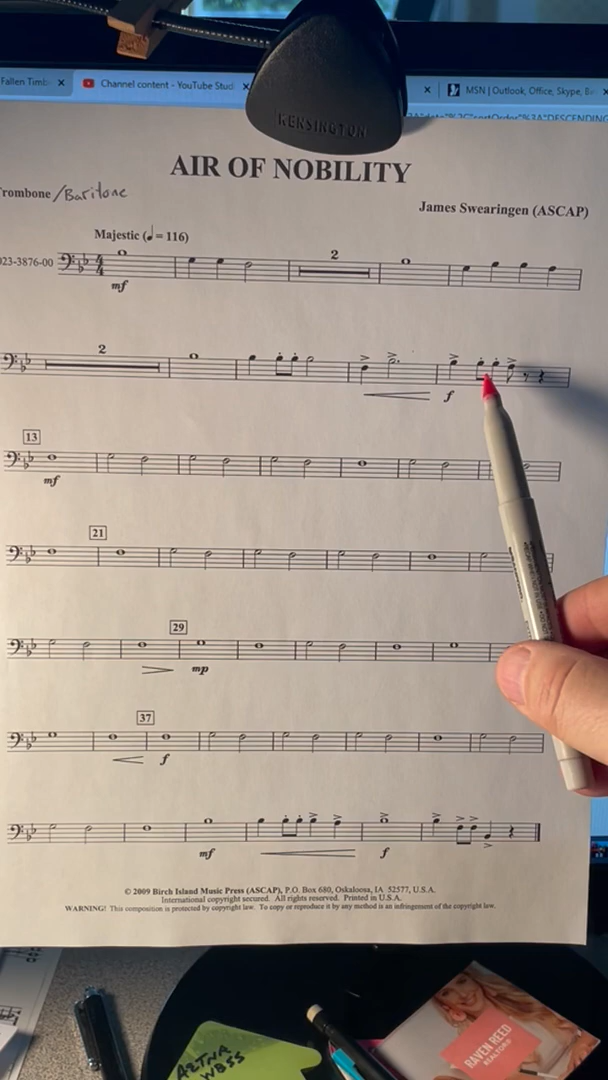 Fallen Timb
Channel content - YouTube Studi
MSN | Outlook, Office, Skype, B
KENSINGTON
AIR OF NOBILITY
Trombone /Baritone
James Swearingen (ASCAP)
Majestic (♩ = 116)
023-3876-00
2
mf
2
f
13
mf
21
29
mp
37
f
mf
f
© 2009 Birch Island Music Press (ASCAP), P.O. Box 680, Oskaloosa, IA 52577, U.S.A.
International copyright secured. All rights reserved. Printed in U.S.A.
WARNING! This composition is protected by copyright law. To copy or reproduce it by any method is an infringement of the copyright law.
AETNA
WBSS
RAVEN REED
REALTOR®